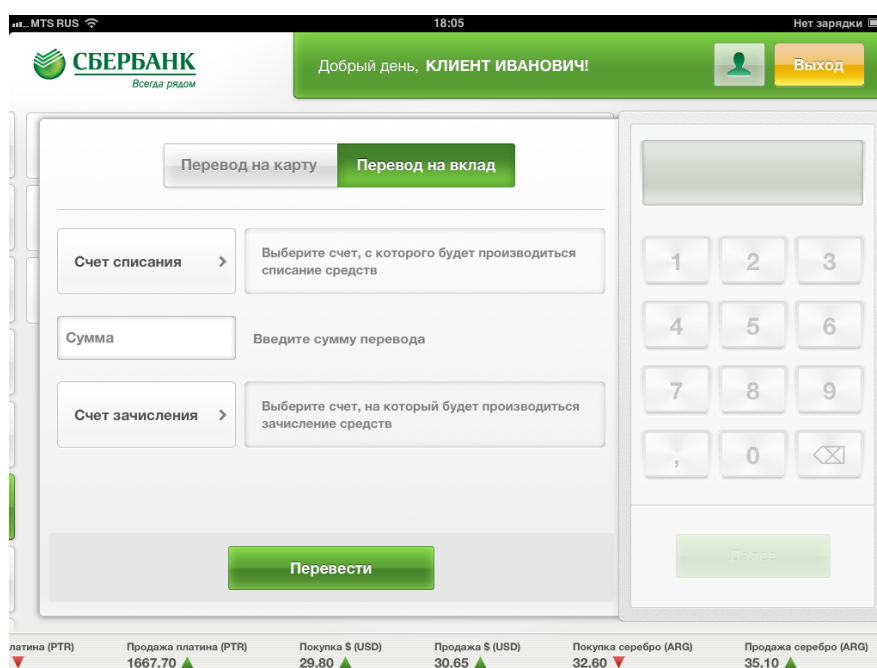 MTS RUS 18:05 Нет зарядки
СБЕРБАНК
Всегда рядом
Добрый день, КЛИЕНТ ИВАНОВИЧ!
Выход
Перевод на карту Перевод на вклад
Счет списания
Выберите счет, с которого будет производиться
списание средств
Сумма
Введите сумму перевода
Счет зачисления
Выберите счет, на который будет производиться
зачисление средств
Перевести
1 2 3
4 5 6
7 8 9
, 0
Далее
латина (PTR) Продажа платина (PTR) Покупка $ (USD) Продажа $ (USD) Покупка серебро (ARG) Продажа серебро (ARG)
1667.70 29.80 30.65 32.60 35.10